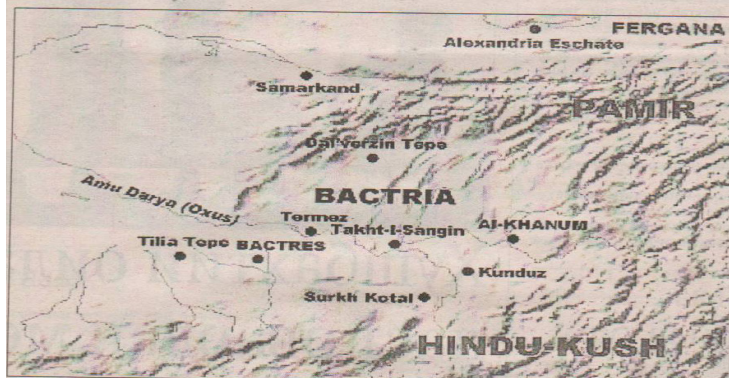 FERGANA
Alexandria Eschate
Samarkand
PAMIR
Dal'verzin Tepe
BACTRIA
Amu Darya (Oxus)
Termez
Takht-I-Sangin
AI-KHANUM
Tilia Tepe
BACTRES
Kunduz
Surkh Kotal
HINDU-KUSH